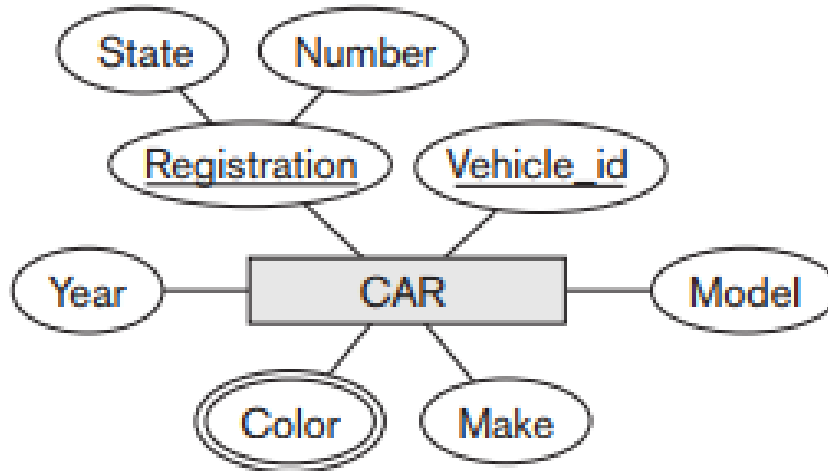 State
Number
Registration
Vehicle_id
Year
CAR
Model
Color
Make